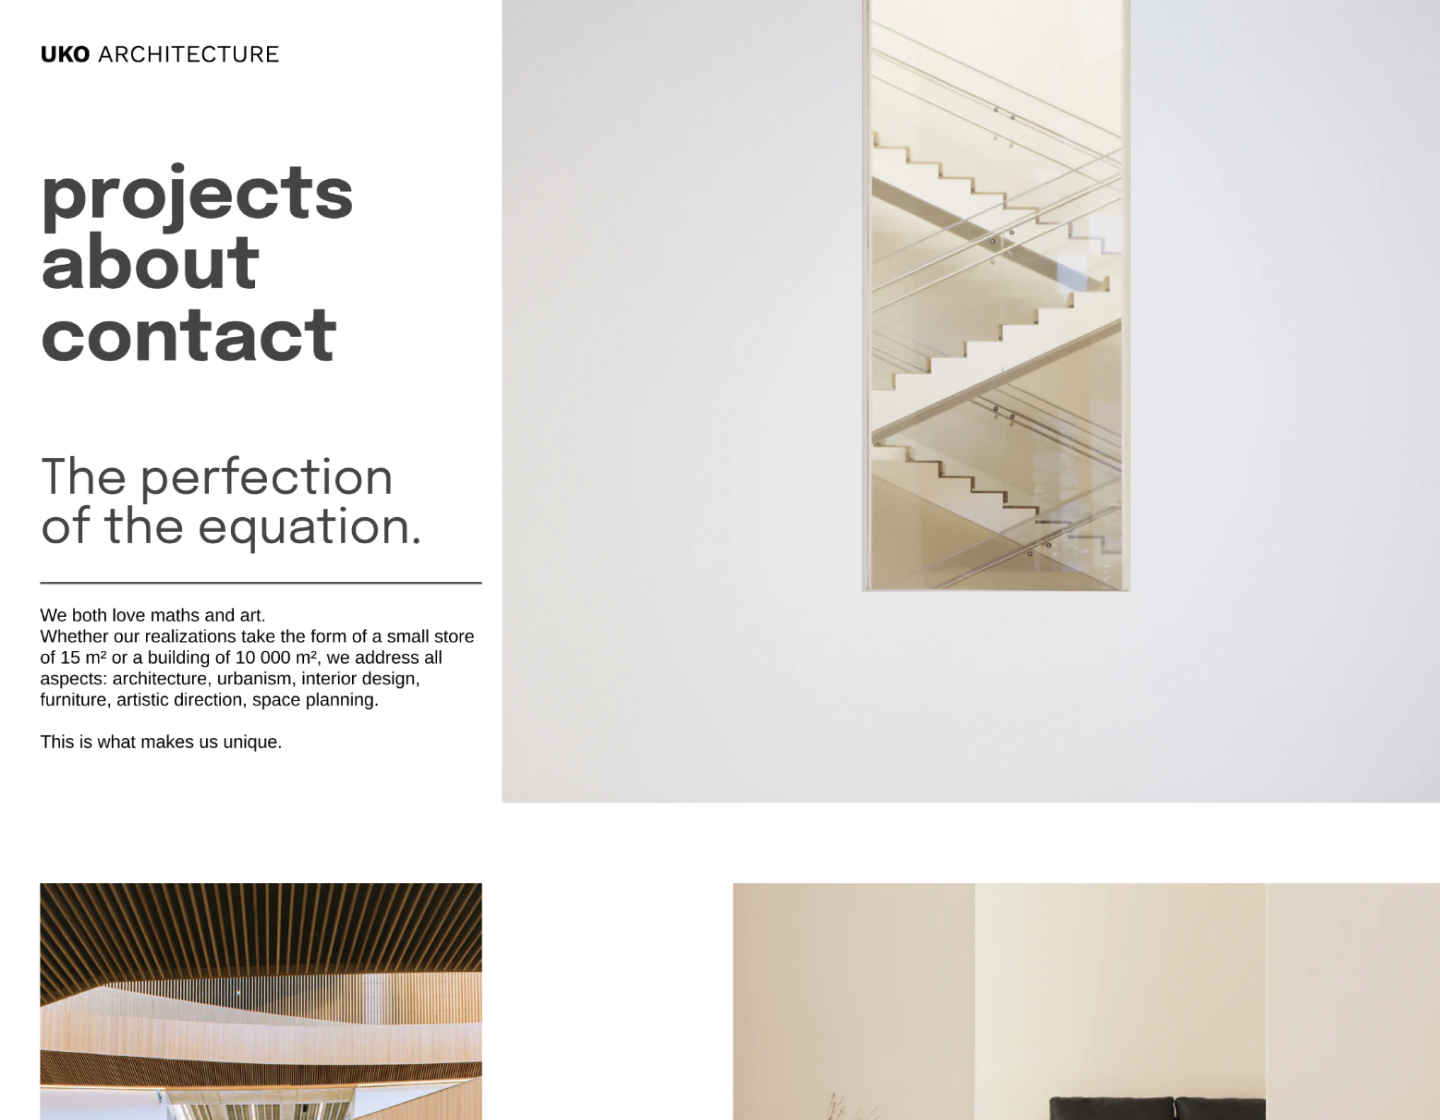 UKO ARCHITECTURE
projects
about
contact
The perfection
of the equation.
We both love maths and art.
Whether our realizations take the form of a small store
of 15 m² or a building of 10 000 m², we address all
aspects: architecture, urbanism, interior design,
furniture, artistic direction, space planning.
This is what makes us unique.